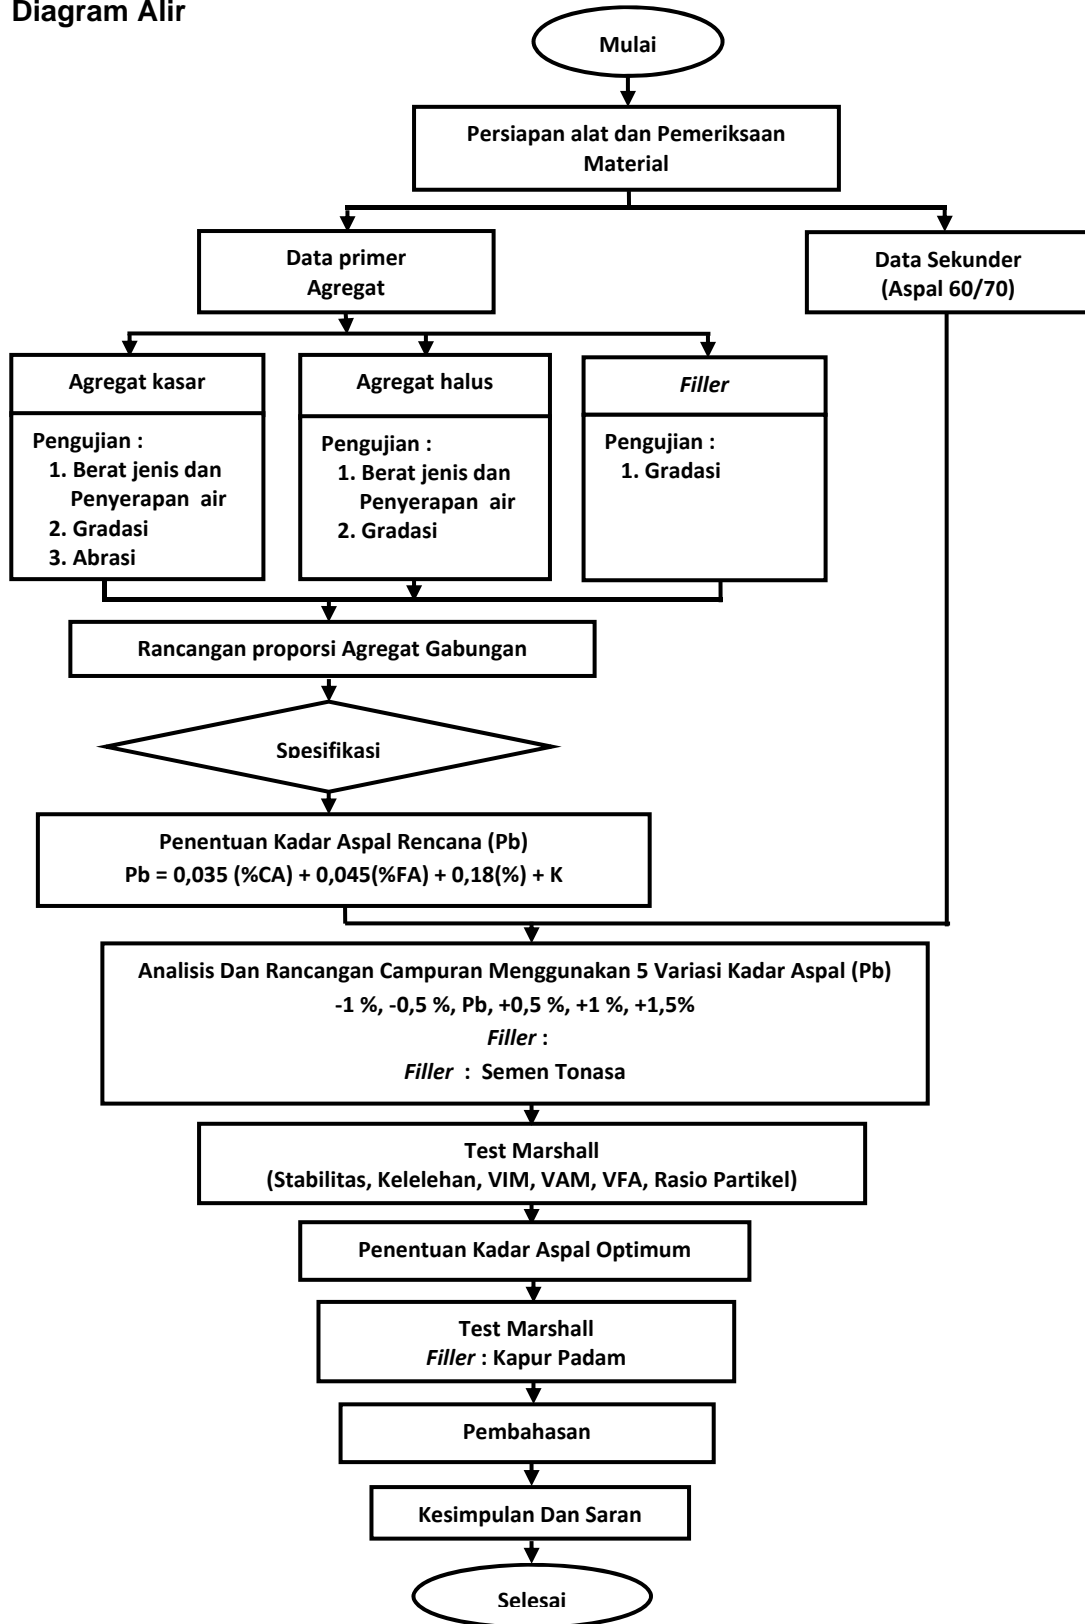 Diagram Alir
Mulai
Persiapan alat dan Pemeriksaan
Material
Data primer
Agregat
Data Sekunder
(Aspal 60/70)
Agregat kasar
Pengujian :
1. Berat jenis dan
Penyerapan air
2. Gradasi
3. Abrasi
Agregat halus
Pengujian :
1. Berat jenis dan
Penyerapan air
2. Gradasi
Filler
Pengujian :
1. Gradasi
Rancangan proporsi Agregat Gabungan
Spesifikasi
Penentuan Kadar Aspal Rencana (Pb)
Pb = 0,035 (%CA) + 0,045(%FA) + 0,18(%) + K
Analisis Dan Rancangan Campuran Menggunakan 5 Variasi Kadar Aspal (Pb)
-1 %, -0,5 %, Pb, +0,5 %, +1 %, +1,5%
Filler :
Filler : Semen Tonasa
Test Marshall
(Stabilitas, Kelelehan, VIM, VAM, VFA, Rasio Partikel)
Penentuan Kadar Aspal Optimum
Test Marshall
Filler : Kapur Padam
Pembahasan
Kesimpulan Dan Saran
Selesai